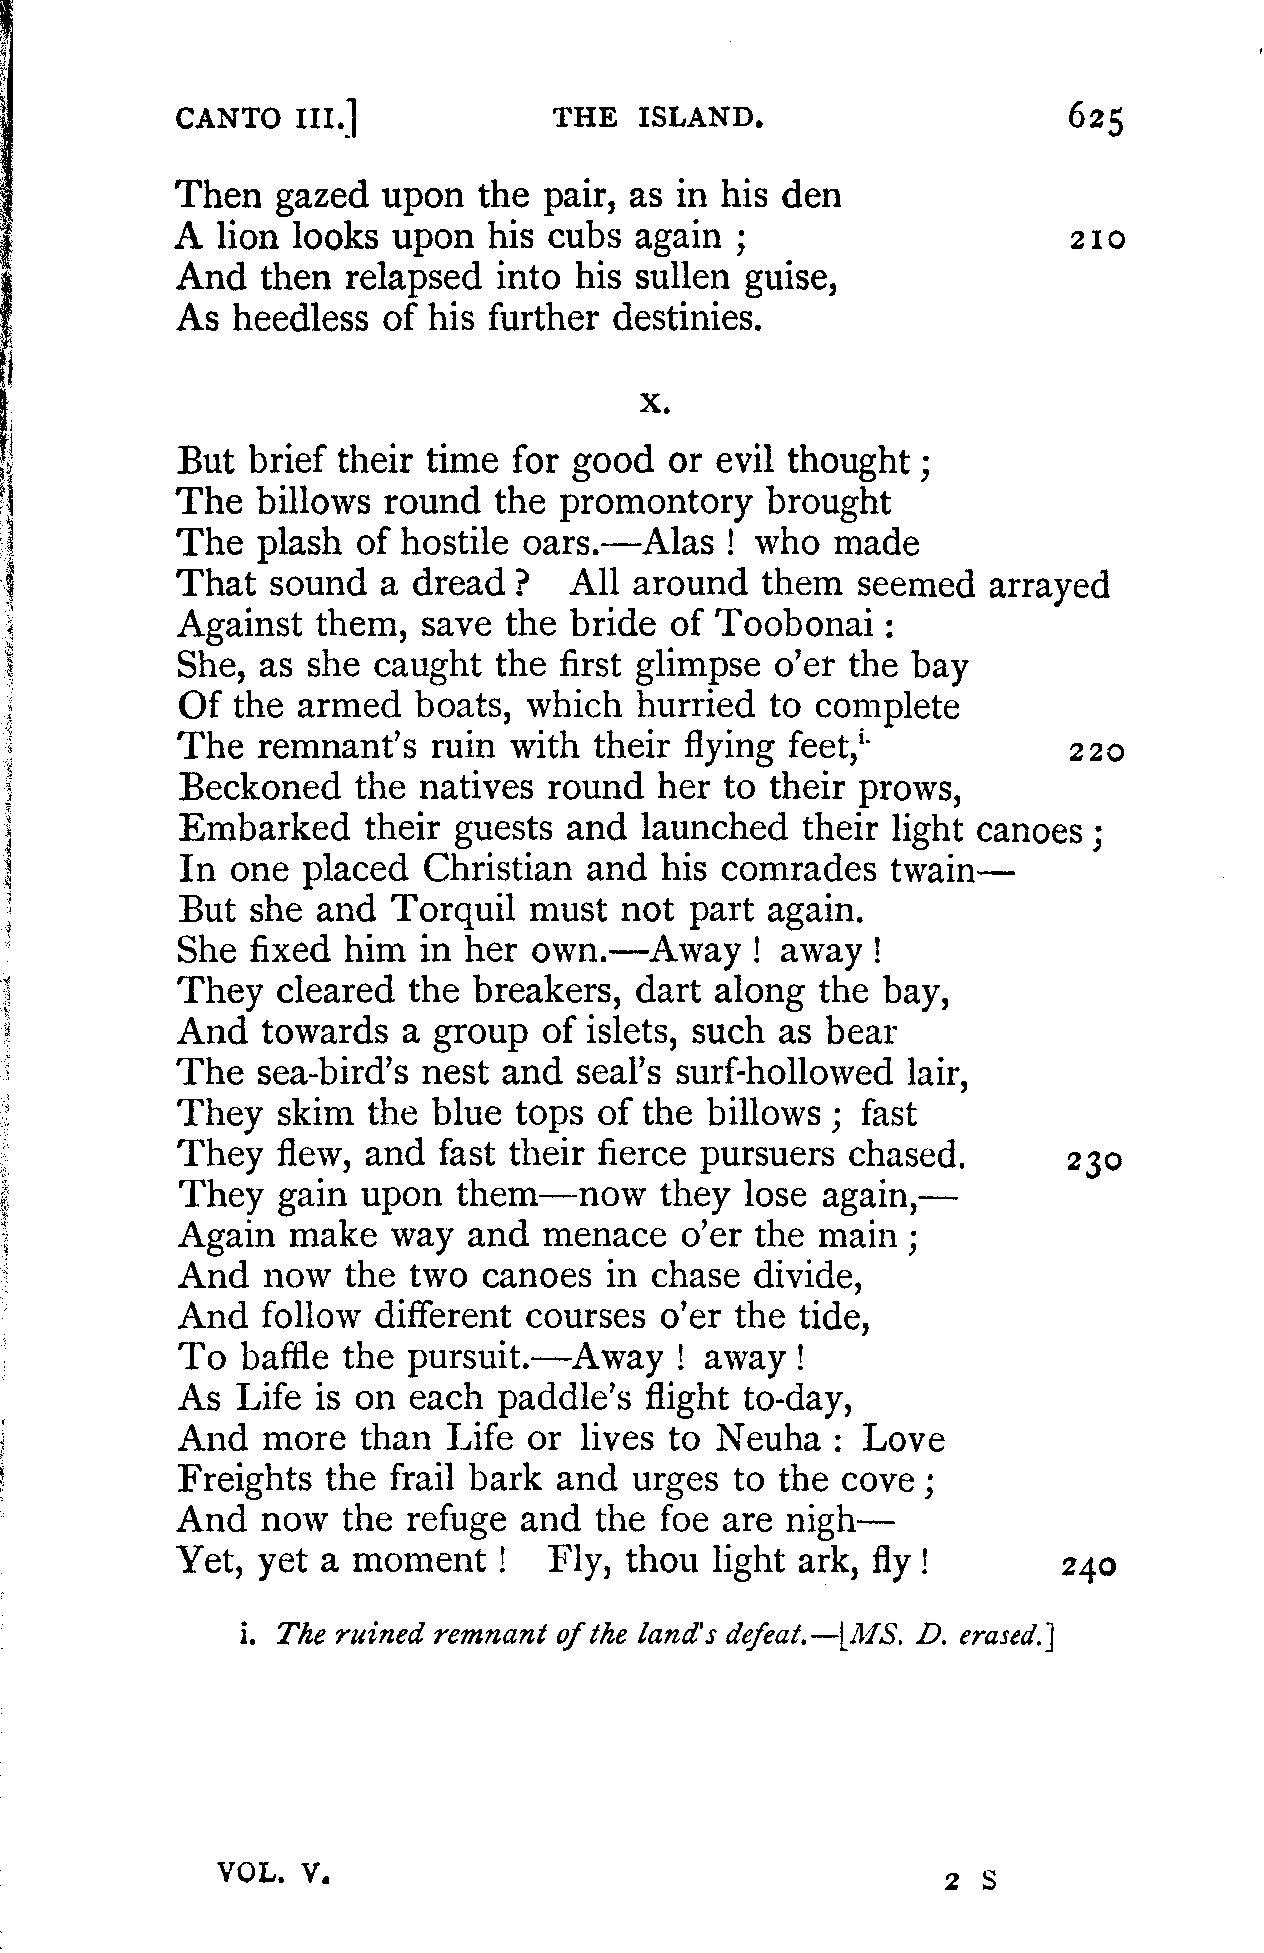 CANTO III.] THE ISLAND. 625
Then gazed upon the pair, as in his den
A lion looks upon his cubs again ; 210
And then relapsed into his sullen guise,
As heedless of his further destinies.
X.
But brief their time for good or evil thought ;
The billows round the promontory brought
The plash of hostile oars.—Alas ! who made
That sound a dread ? All around them seemed arrayed
Against them, save the bride of Toobonai :
She, as she caught the first glimpse o'er the bay
Of the armed boats, which hurried to complete
The remnant's ruin with their flying feet,i. 220
Beckoned the natives round her to their prows,
Embarked their guests and launched their light canoes ;
In one placed Christian and his comrades twain—
But she and Torquil must not part again.
She fixed him in her own.—Away ! away !
They cleared the breakers, dart along the bay,
And towards a group of islets, such as bear
The sea-bird's nest and seal's surf-hollowed lair,
They skim the blue tops of the billows ; fast
They flew, and fast their fierce pursuers chased. 230
They gain upon them—now they lose again,—
Again make way and menace o'er the main ;
And now the two canoes in chase divide,
And follow different courses o'er the tide,
To baffle the pursuit.—Away ! away !
As Life is on each paddle's flight to-day,
And more than Life or lives to Neuha : Love
Freights the frail bark and urges to the cove ;
And now the refuge and the foe are nigh—
Yet, yet a moment ! Fly, thou light ark, fly ! 240
i. The ruined remnant of the land's defeat.—[MS. D. erased.]
VOL. V. 2 S